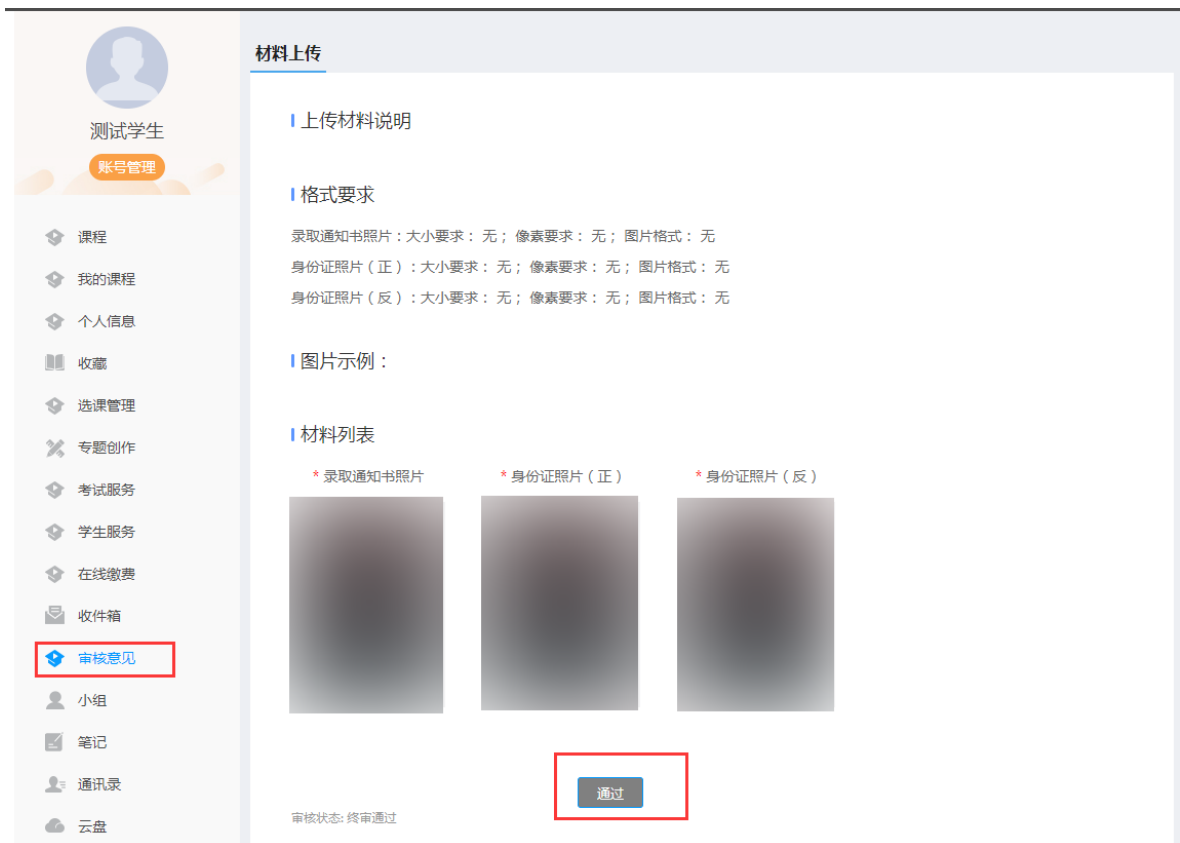 测试学生
账号管理
课程
我的课程
个人信息
收藏
选课管理
专题创作
考试服务
学生服务
在线缴费
收件箱
审核意见
小组
笔记
通讯录
云盘
材料上传
上传材料说明
格式要求
录取通知书照片：大小要求： 无； 像素要求： 无； 图片格式： 无
身份证照片（正）：大小要求： 无； 像素要求： 无； 图片格式： 无
身份证照片（反）：大小要求： 无； 像素要求： 无； 图片格式： 无
图片示例：
材料列表
* 录取通知书照片 * 身份证照片（正） * 身份证照片（反）
通过
审核状态: 终审通过